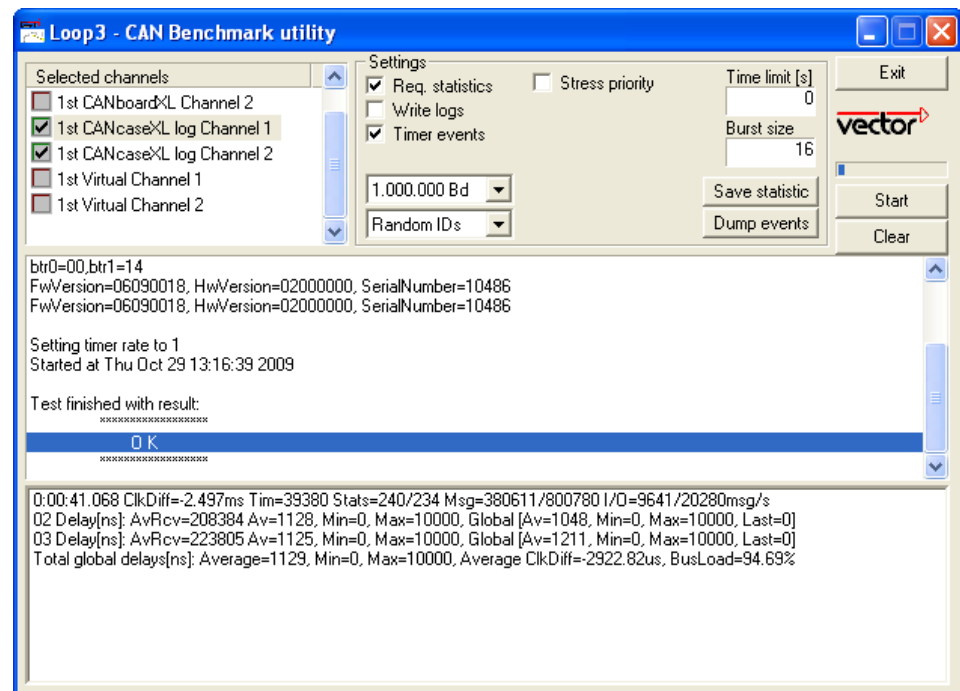 Loop3 - CAN Benchmark utility
Selected channels
1st CANboardXL Channel 2
1st CANcaseXL log Channel 1
1st CANcaseXL log Channel 2
1st Virtual Channel 1
1st Virtual Channel 2
Settings
Req. statistics
Stress priority
Write logs
Timer events
Time limit [s]
0
Burst size
16
1.000.000 Bd
Random IDs
Save statistic
Dump events
Exit
vector
Start
Clear
btr0=00,btr1=14
FwVersion=06090018, HwVersion=02000000, SerialNumber=10486
FwVersion=06090018, HwVersion=02000000, SerialNumber=10486
Setting timer rate to 1
Started at Thu Oct 29 13:16:39 2009
Test finished with result:
******************
O K
******************
0:00:41.068 ClkDiff=-2.497ms Tim=39380 Stats=240/234 Msg=380611/800780 I/O=9641/20280msg/s
02 Delay[ns]: AvRcv=208384 Av=1128, Min=0, Max=10000, Global [Av=1048, Min=0, Max=10000, Last=0]
03 Delay[ns]: AvRcv=223805 Av=1125, Min=0, Max=10000, Global [Av=1211, Min=0, Max=10000, Last=0]
Total global delays[ns]: Average=1129, Min=0, Max=10000, Average ClkDiff=-2922.82us, BusLoad=94.69%